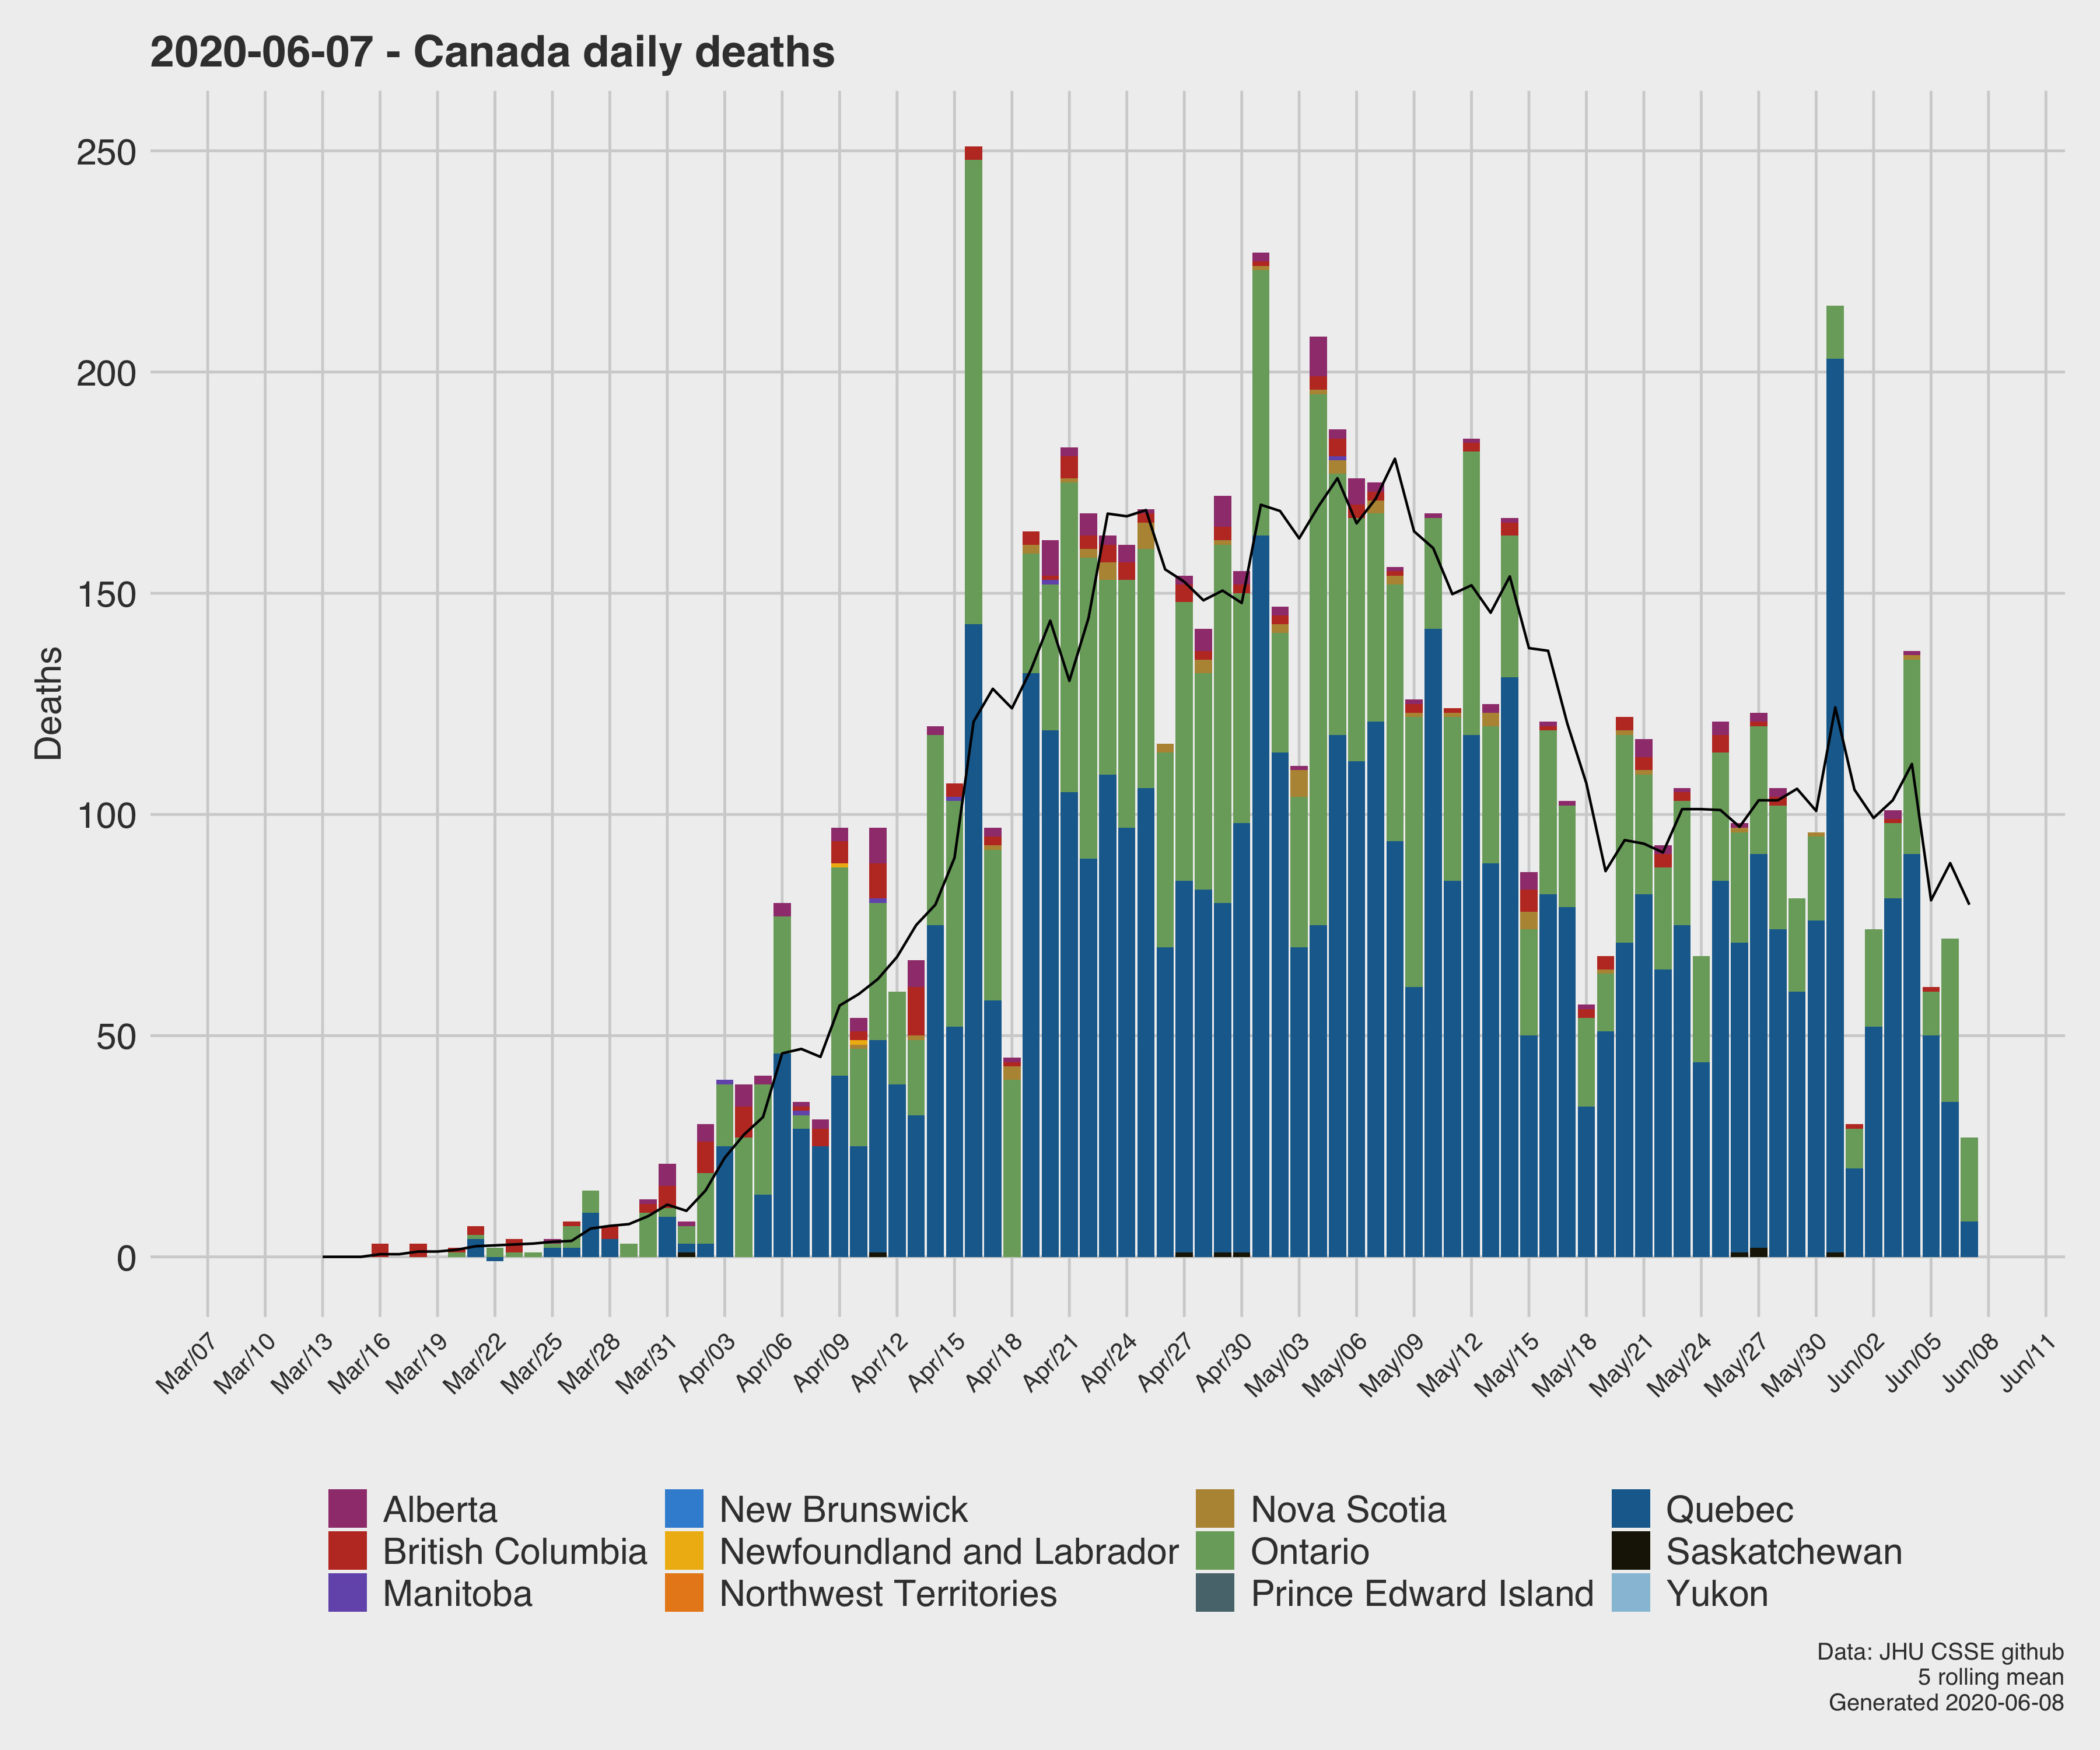 2020-06-07 - Canada daily deaths
250
200
150
100
50
0
Deaths
Mar/07
Mar/10
Mar/13
Mar/16
Mar/19
Mar/22
Mar/25
Mar/28
Mar/31
Apr/03
Apr/06
Apr/09
Apr/12
Apr/15
Apr/18
Apr/21
Apr/24
Apr/27
Apr/30
May/03
May/06
May/09
May/12
May/15
May/18
May/21
May/24
May/27
May/30
Jun/02
Jun/05
Jun/08
Jun/11
Alberta
British Columbia
Manitoba
New Brunswick
Newfoundland and Labrador
Northwest Territories
Nova Scotia
Ontario
Prince Edward Island
Quebec
Saskatchewan
Yukon
Data: JHU CSSE github
5 rolling mean
Generated 2020-06-08